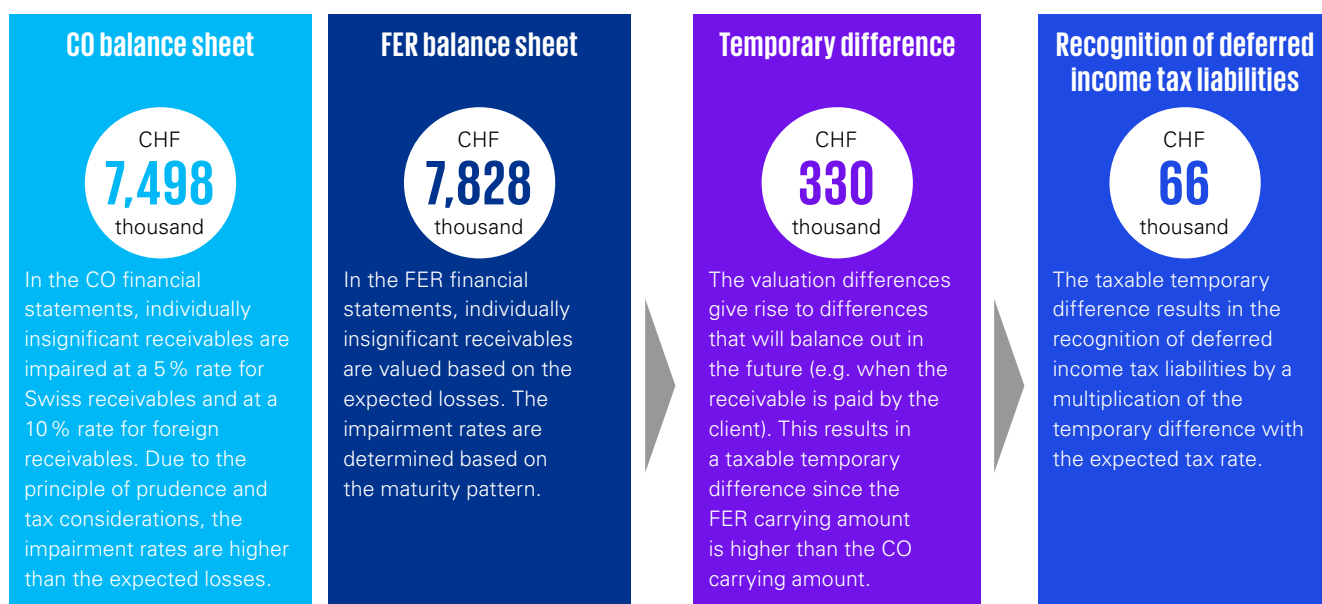 CO balance sheet
CHF
7,498
thousand
In the CO financial
statements, individually
insignificant receivables are
impaired at a 5 % rate for
Swiss receivables and at a
10 % rate for foreign
receivables. Due to the
principle of prudence and
tax considerations, the
impairment rates are higher
than the expected losses.
FER balance sheet
CHF
7,828
thousand
In the FER financial
statements, individually
insignificant receivables
are valued based on the
expected losses. The
impairment rates are
determined based on
the maturity pattern.
Temporary difference
CHF
330
thousand
The valuation differences
give rise to differences
that will balance out in
the future (e.g. when the
receivable is paid by the
client). This results in
a taxable temporary
difference since the
FER carrying amount
is higher than the CO
carrying amount.
Recognition of deferred
income tax liabilities
CHF
66
thousand
The taxable temporary
difference results in the
recognition of deferred
income tax liabilities by a
multiplication of the
temporary difference with
the expected tax rate.